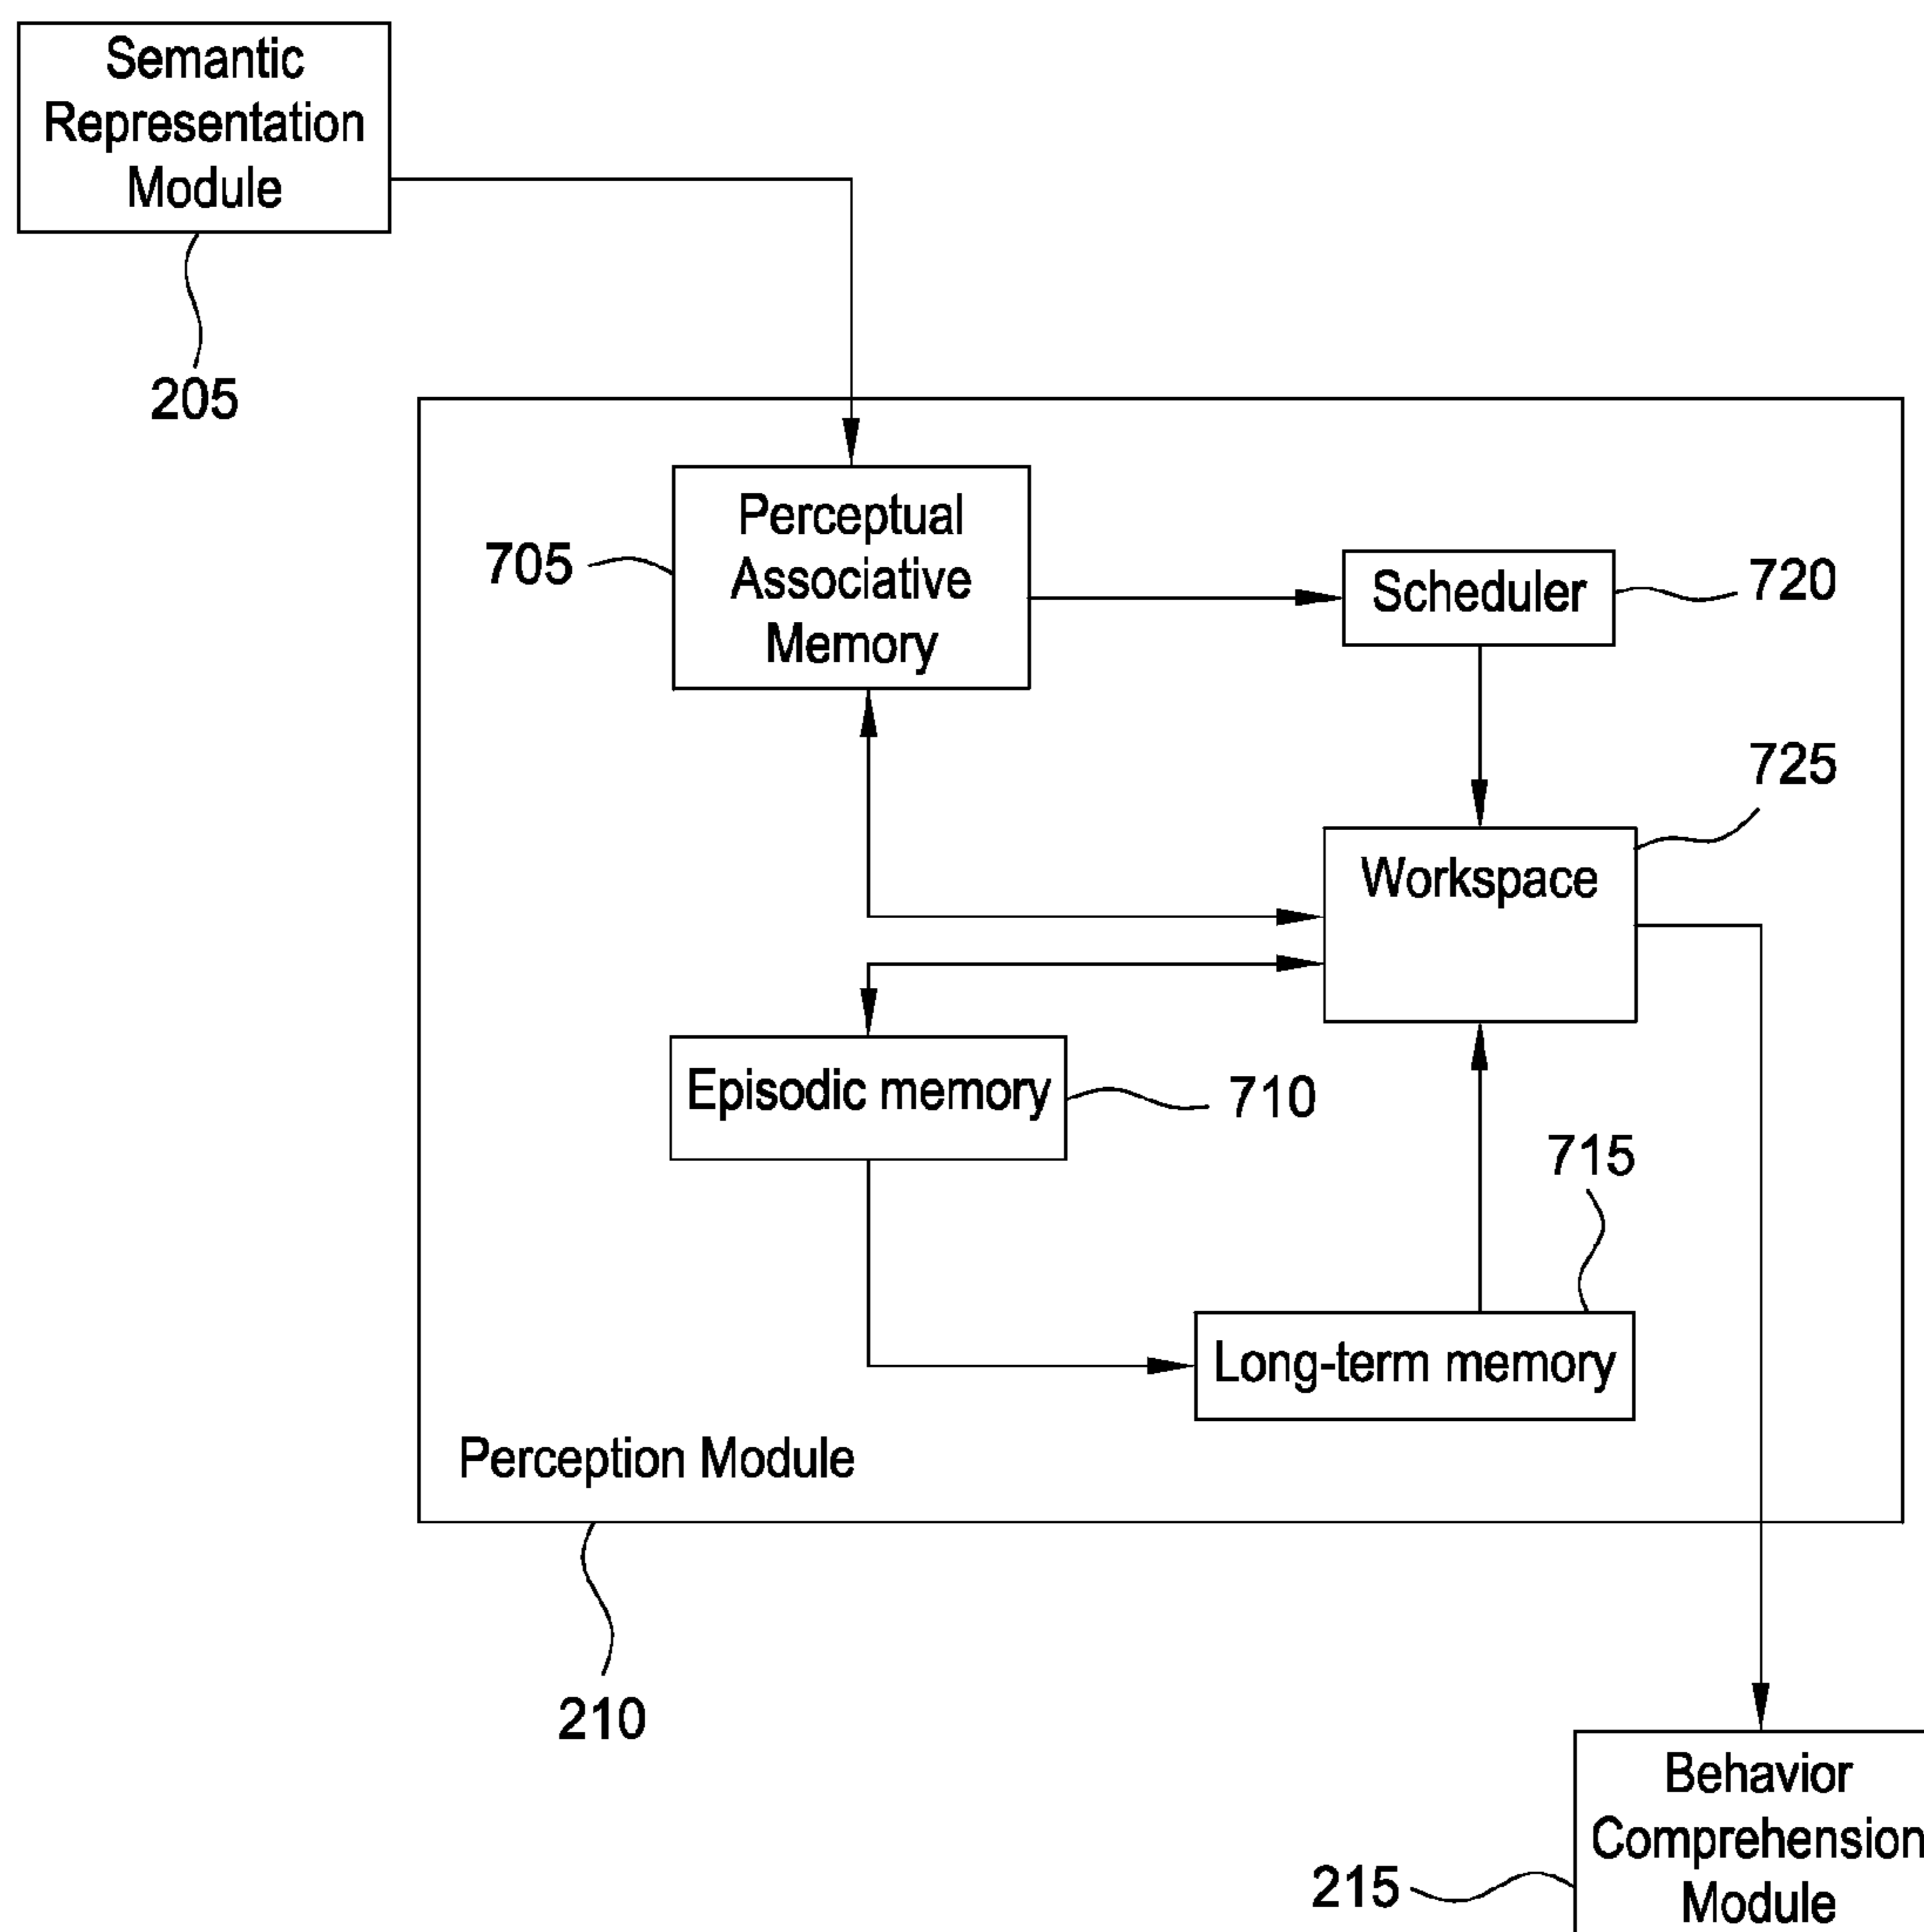 Semantic
Representation
Module
205
Perceptual
Associative
Memory
705
Scheduler
720
725
Workspace
Episodic memory
710
715
Long-term memory
Perception Module
210
Behavior
Comprehension
Module
215